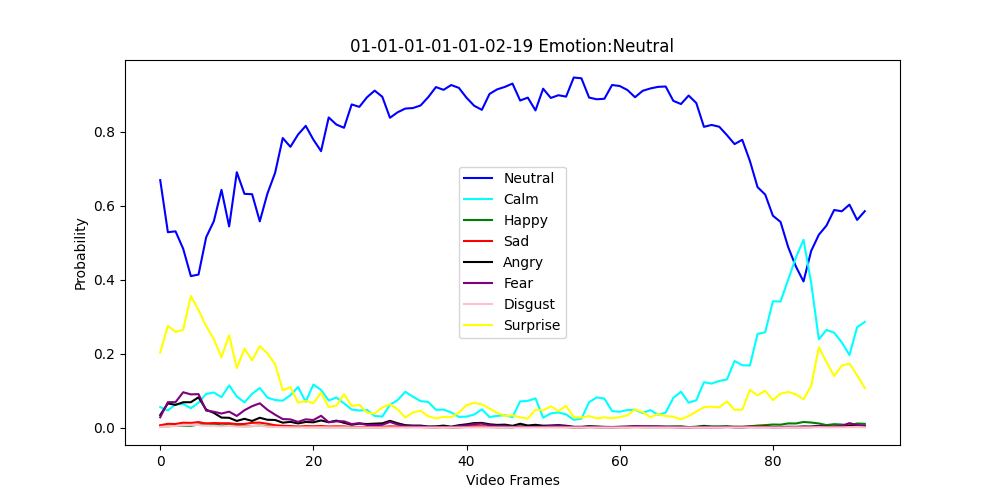 01-01-01-01-01-02-19 Emotion:Neutral
Probability
0.8
0.6
0.4
0.2
0.0
Neutral
Calm
Happy
Sad
Angry
Fear
Disgust
Surprise
0 20 40 60 80
Video Frames